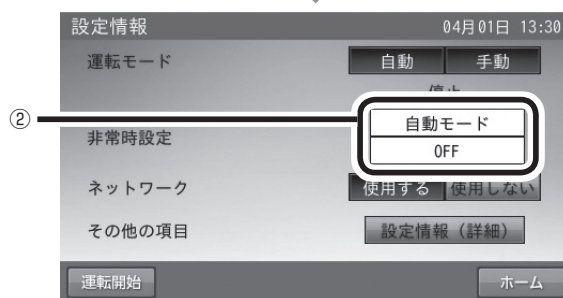 設定情報 04月01日 13:30
運転モード 自動 手動
停止
② 非常時設定 自動モード
OFF
ネットワーク 使用する 使用しない
その他の項目 設定情報（詳細）
運転開始 ホーム